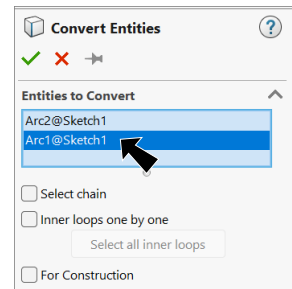 Convert Entities
?
Entities to Convert
Arc2@Sketch1
Arc1@Sketch1
Select chain
Inner loops one by one
Select all inner loops
For Construction